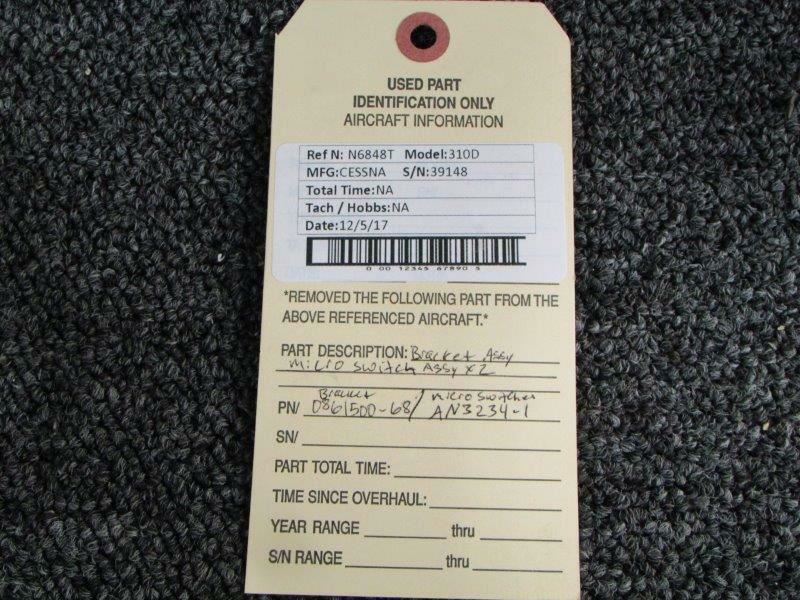 USED PART
IDENTIFICATION ONLY
AIRCRAFT INFORMATION
Ref N: N6848T Model:310D
MFG:CESSNA S/N:39148
Total Time:NA
Tach / Hobbs:NA
Date:12/5/17
0 00 12345 67890 5
*REMOVED THE FOLLOWING PART FROM THE
ABOVE REFERENCED AIRCRAFT.*
PART DESCRIPTION: Bracket Assy
Micro switch Assy x2
Bracket / micro switches
PN/ 0861500-68 / AN3234-1
SN/
PART TOTAL TIME:
TIME SINCE OVERHAUL:
YEAR RANGE thru
S/N RANGE thru